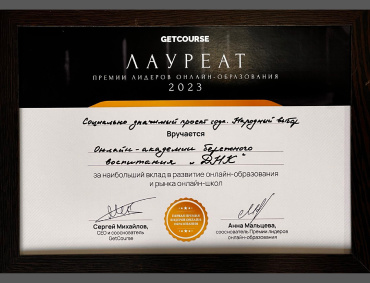 GETCOURSE
ЛАУРЕАТ
ПРЕМИИ ЛИДЕРОВ ОНЛАЙН-ОБРАЗОВАНИЯ
2023
Социально значимый проект года. Народный выбор
Вручается
Онлайн-академии бережного
воспитания "ДНК"
за наибольший вклад в развитие онлайн-образования
и рынка онлайн-школ
Сергей Михайлов,
CEO и сооснователь
GetCourse
Анна Мальцева,
сооснователь Премии лидеров
онлайн-образования